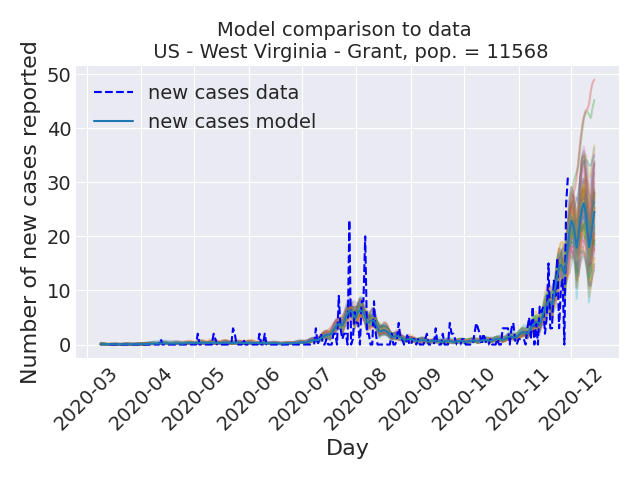 Model comparison to data
US - West Virginia - Grant, pop. = 11568
Number of new cases reported
50
40
30
20
10
0
new cases data
new cases model
2020-03
2020-04
2020-05
2020-06
2020-07
2020-08
2020-09
2020-10
2020-11
2020-12
Day